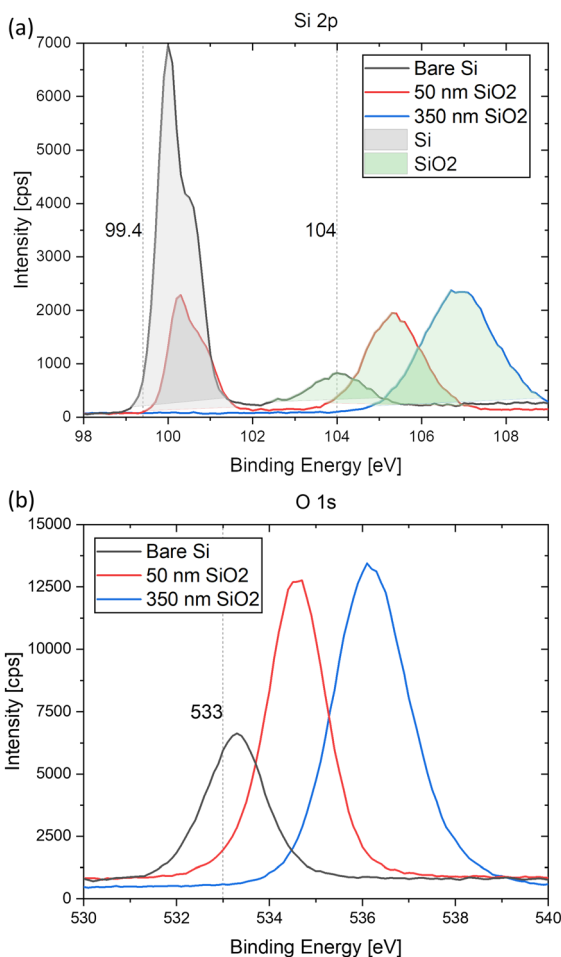 (a)
Si 2p
7000
6000
5000
4000
3000
2000
1000
0
Intensity [cps]
99.4
104
Bare Si
50 nm SiO2
350 nm SiO2
Si
SiO2
98 100 102 104 106 108
Binding Energy [eV]
(b)
O 1s
15000
12500
10000
7500
5000
2500
0
Intensity [cps]
Bare Si
50 nm SiO2
350 nm SiO2
533
530 532 534 536 538 540
Binding Energy [eV]